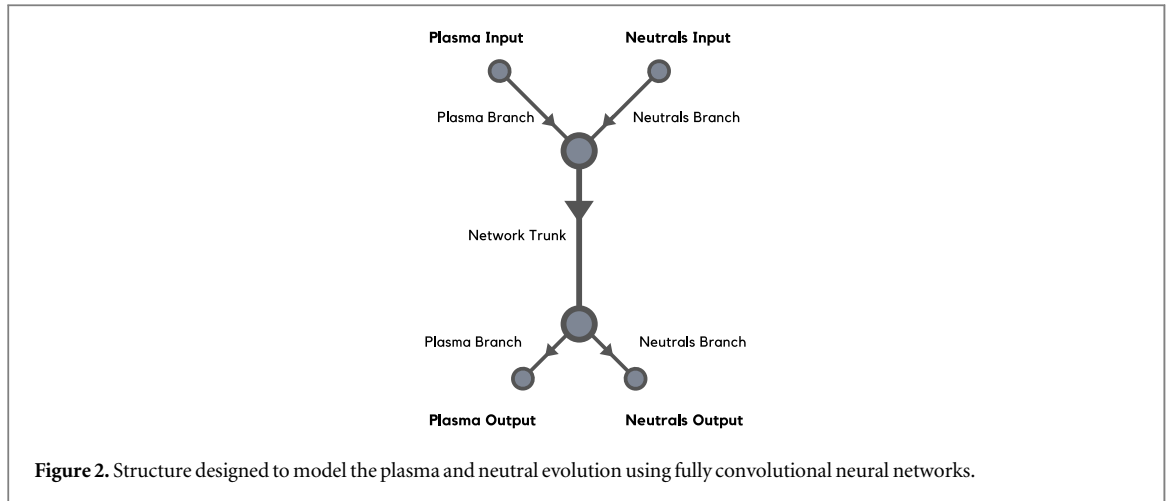 Plasma Input Neutrals Input
Plasma Branch Neutrals Branch
Network Trunk
Plasma Branch Neutrals Branch
Plasma Output Neutrals Output
Figure 2. Structure designed to model the plasma and neutral evolution using fully convolutional neural networks.